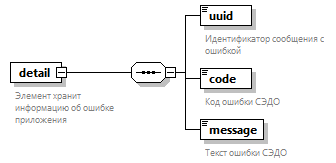 uuid
Идентификатор сообщения с
ошибкой
detail
Элемент хранит
информацию об ошибке
приложения
code
Код ошибки СЭДО
message
Текст ошибки СЭДО